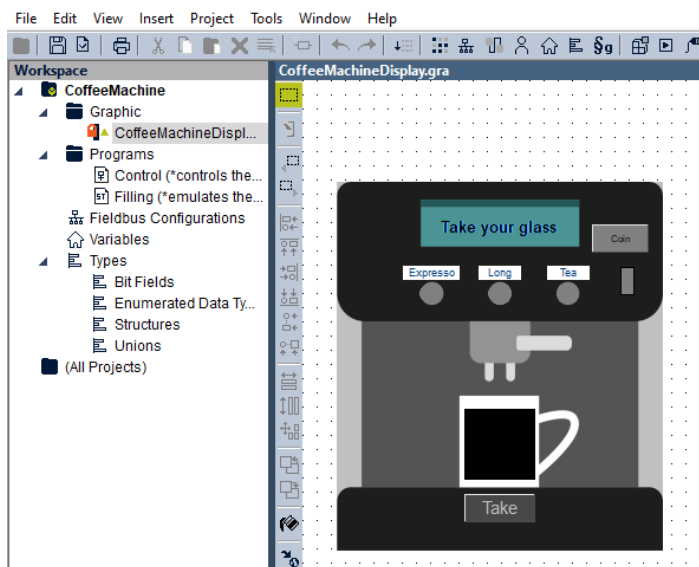 File Edit View Insert Project Tools Window Help
§g
Workspace
CoffeeMachineDisplay.gra
CoffeeMachine
Graphic
CoffeeMachineDispl...
Programs
Control (*controls the...
ST Filling (*emulates the...
Fieldbus Configurations
Variables
Types
Bit Fields
Enumerated Data Ty...
Structures
Unions
(All Projects)
Take your glass
Coin
Expresso Long Tea
Take